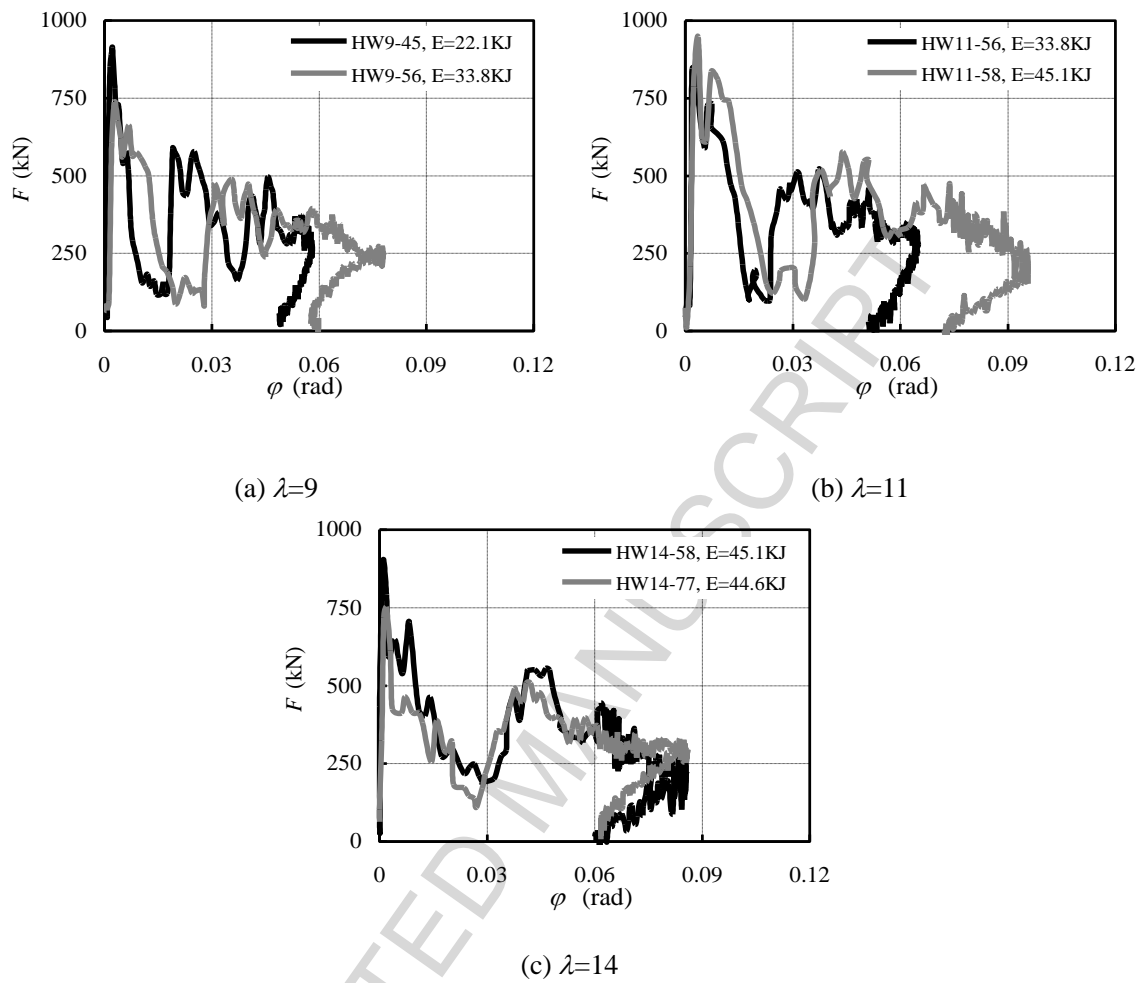 1000
750
500
250
0
F (kN)
HW9-45, E=22.1KJ
HW9-56, E=33.8KJ
0 0.03 0.06 0.09 0.12
φ (rad)
(a) λ=9
1000
750
500
250
0
F (kN)
HW11-56, E=33.8KJ
HW11-58, E=45.1KJ
0 0.03 0.06 0.09 0.12
φ (rad)
(b) λ=11
1000
750
500
250
0
F (kN)
HW14-58, E=45.1KJ
HW14-77, E=44.6KJ
0 0.03 0.06 0.09 0.12
φ (rad)
(c) λ=14
TED MANUSCRIPT